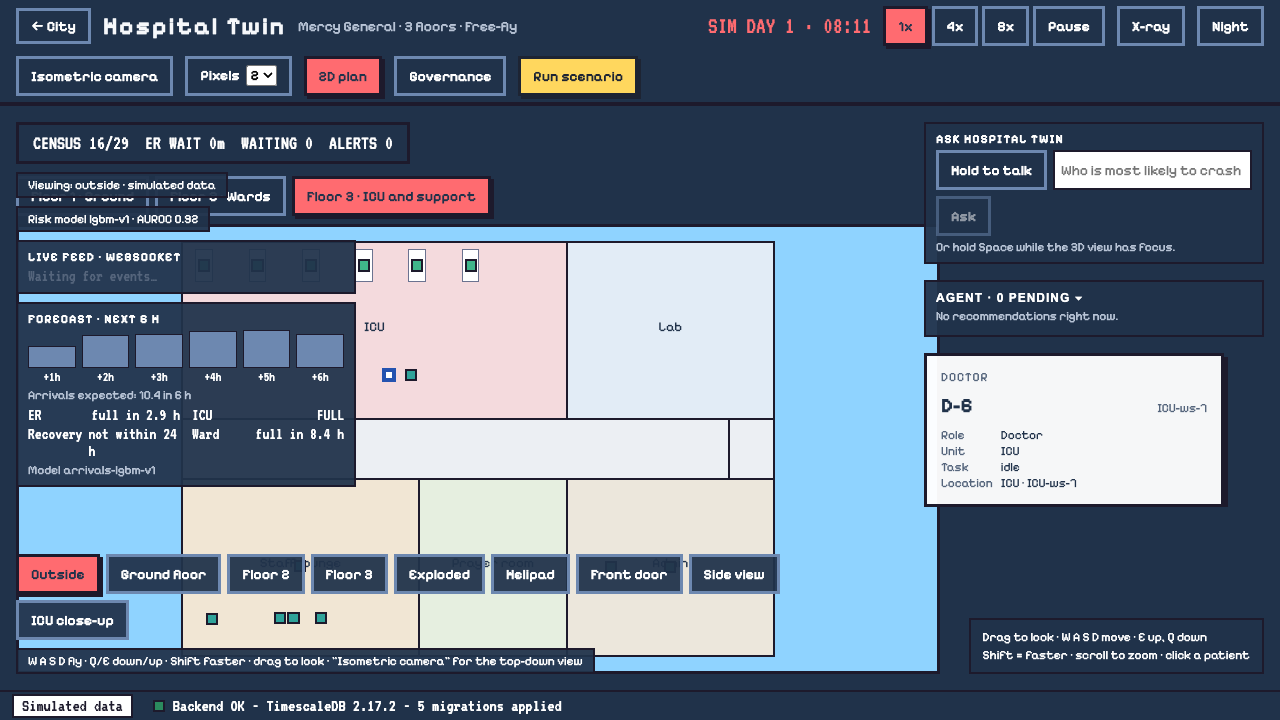 ← City
Hospital Twin
Mercy General · 3 floors · Free-fly
SIM DAY 1 · 08:11
1x
4x
8x
Pause
X-ray
Night
Isometric camera
Pixels 2
2D plan
Governance
Run scenario
CENSUS 16/29 ER WAIT 0m WAITING 0 ALERTS 0
Viewing: outside · simulated data
Wards
Floor 3 · ICU and support
Risk model lgbm-v1 · AUROC 0.92
LIVE FEED · WEBSOCKET
Waiting for events…
FORECAST · NEXT 6 H
+1h +2h +3h +4h +5h +6h
Arrivals expected: 10.4 in 6 h
ER full in 2.9 h ICU FULL
Recovery not within 24 h Ward full in 8.4 h
Model arrivals-lgbm-v1
ICU
Lab
Outside
Ground floor
Floor 2
Floor 3
Exploded
Helipad
Front door
Side view
ICU close-up
W A S D fly · Q/E down/up · Shift faster · drag to look · "Isometric camera" for the top-down view
ASK HOSPITAL TWIN
Hold to talk
Who is most likely to crash
Ask
Or hold Space while the 3D view has focus.
AGENT · 0 PENDING
No recommendations right now.
DOCTOR
D-6 ICU-ws-7
Role Doctor
Unit ICU
Task idle
Location ICU · ICU-ws-7
Drag to look · W A S D move · E up, Q down
Shift = faster · scroll to zoom · click a patient
Simulated data
Backend OK - TimescaleDB 2.17.2 - 5 migrations applied